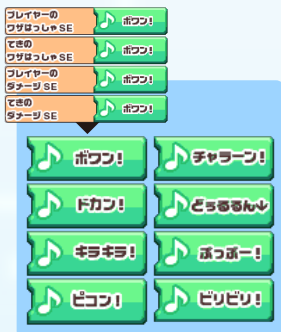 プレイヤーの
ワザはっしゃSE
ボワン!
てきの
ワザはっしゃSE
ボワン!
プレイヤーの
ダメージSE
ボワン!
てきの
ダメージSE
ボワン!
ボワン!
チャラーン!
ドカン!
どぅるるん↓
キラキラ!
ぶっぶー!
ピコン!
ビリビリ!